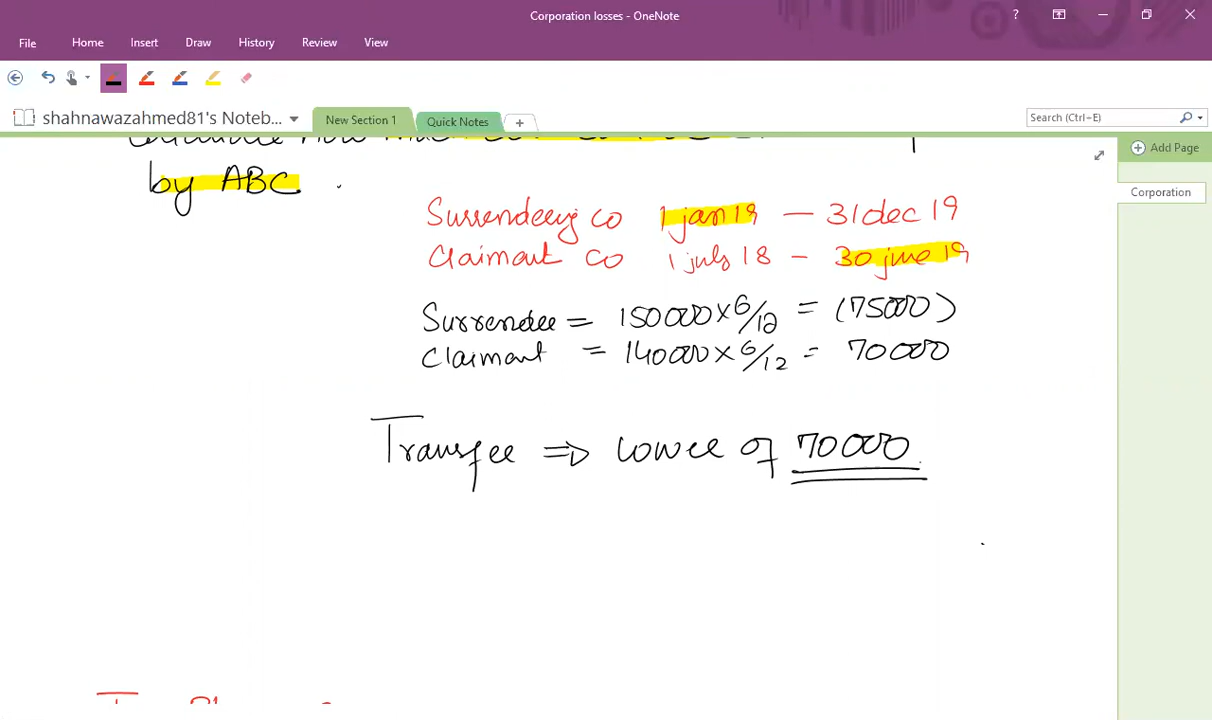 Corporation losses - OneNote
?
File Home Insert Draw History Review View
shahnawazahmed81's Noteb... New Section 1 Quick Notes + Search (Ctrl+E)
Add Page
by ABC.
Corporation
Surrendering co 1 jan 19 — 31 dec 19
Claimant co 1 july 18 - 30 june 19
Surrender = 150000 × 6/12 = (75000)
Claimant = 140000 × 6/12 = 70000
Transfer ⇒ lower of 70000